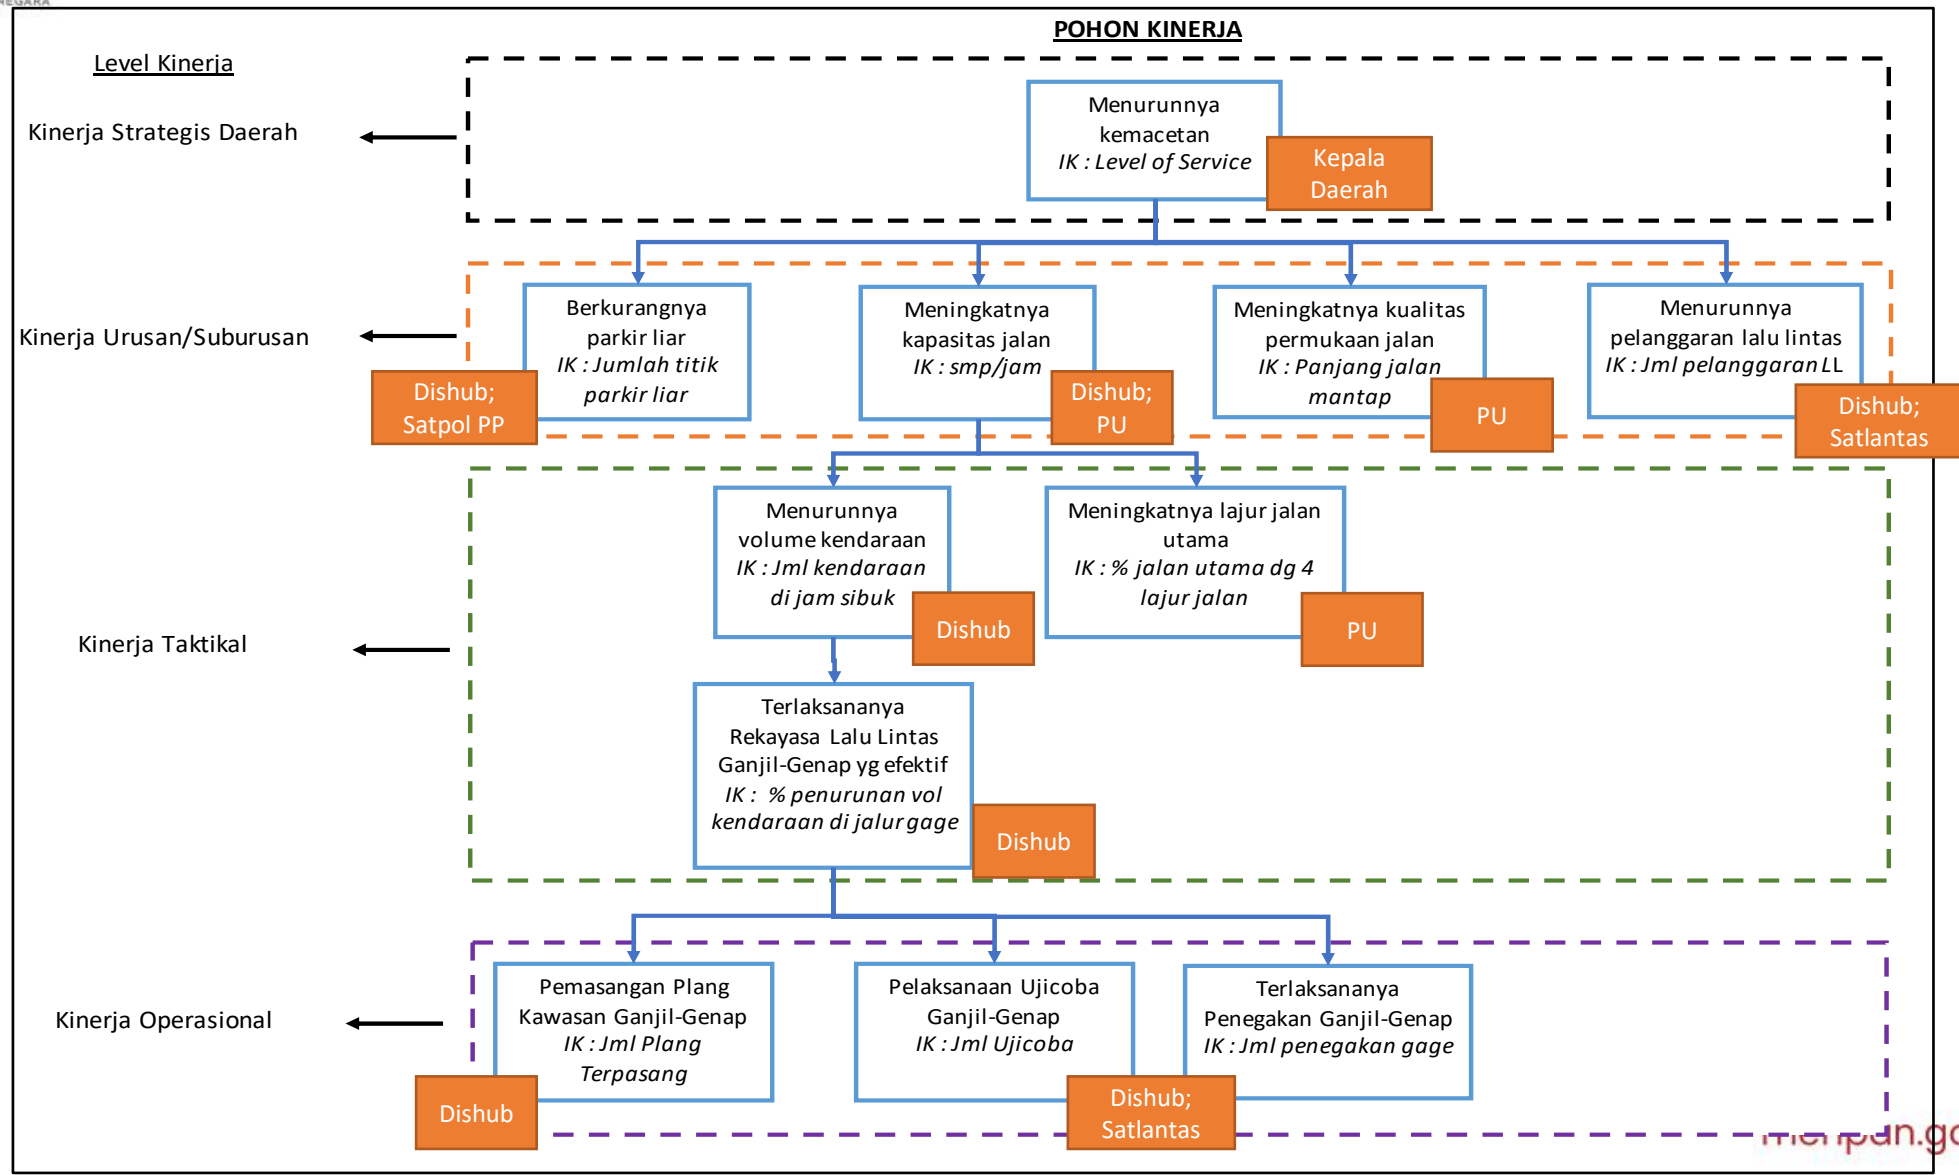 NEGARA
POHON KINERJA
Level Kinerja
Kinerja Strategis Daerah
Menurunnya
kemacetan
IK : Level of Service
Kepala
Daerah
Kinerja Urusan/Suburusan
Berkurangnya
parkir liar
IK : Jumlah titik
parkir liar
Dishub;
Satpol PP
Meningkatnya
kapasitas jalan
IK : smp/jam
Dishub;
PU
Meningkatnya kualitas
permukaan jalan
IK : Panjang jalan
mantap
PU
Menurunnya
pelanggaran lalu lintas
IK : Jml pelanggaran LL
Dishub;
Satlantas
Kinerja Taktikal
Menurunnya
volume kendaraan
IK : Jml kendaraan
di jam sibuk
Dishub
Meningkatnya lajur jalan
utama
IK : % jalan utama dg 4
lajur jalan
PU
Terlaksananya
Rekayasa Lalu Lintas
Ganjil-Genap yg efektif
IK : % penurunan vol
kendaraan di jalur gage
Dishub
Kinerja Operasional
Pemasangan Plang
Kawasan Ganjil-Genap
IK : Jml Plang
Terpasang
Dishub
Pelaksanaan Ujicoba
Ganjil-Genap
IK : Jml Ujicoba
Dishub;
Satlantas
Terlaksananya
Penegakan Ganjil-Genap
IK : Jml penegakan gage
menpan.go